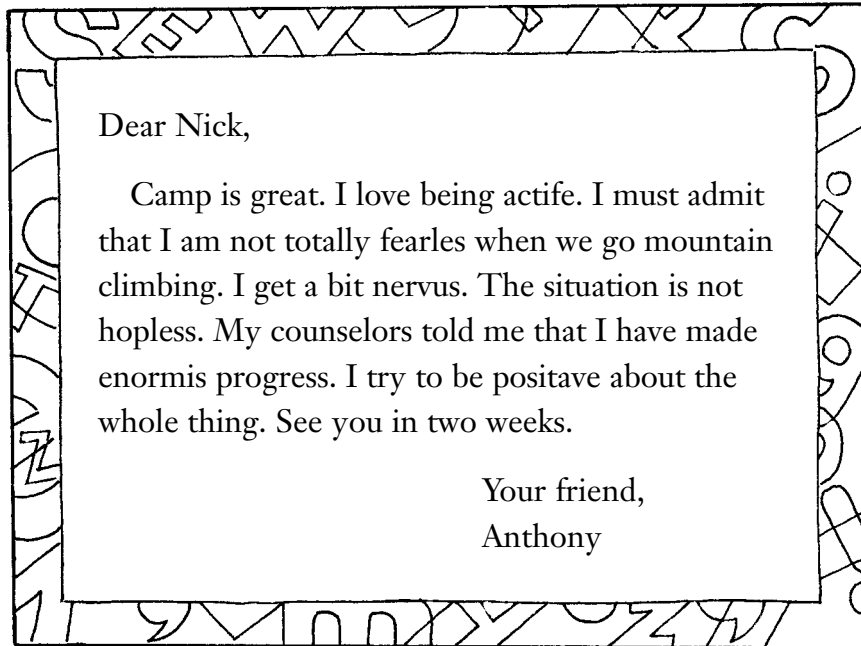 Dear Nick,
Camp is great. I love being actife. I must admit
that I am not totally fearles when we go mountain
climbing. I get a bit nervus. The situation is not
hopless. My counselors told me that I have made
enormis progress. I try to be positave about the
whole thing. See you in two weeks.
Your friend,
Anthony